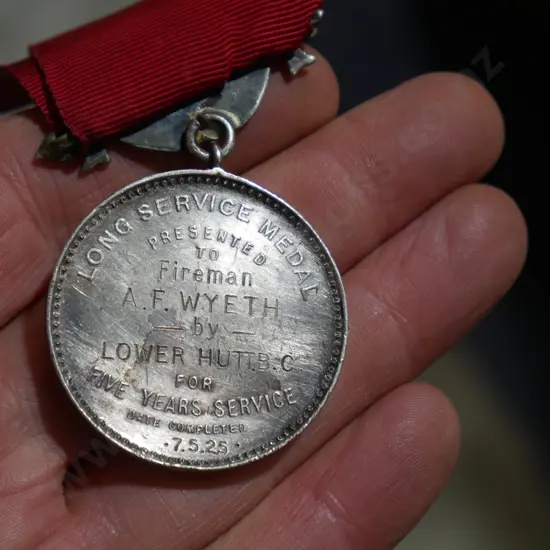 LONG SERVICE MEDAL
PRESENTED
TO
Fireman
A.F. WYETH
— by —
LOWER HUTT.B.C
FOR
FIVE YEARS SERVICE
DATE COMPLETED
·7.5.25·